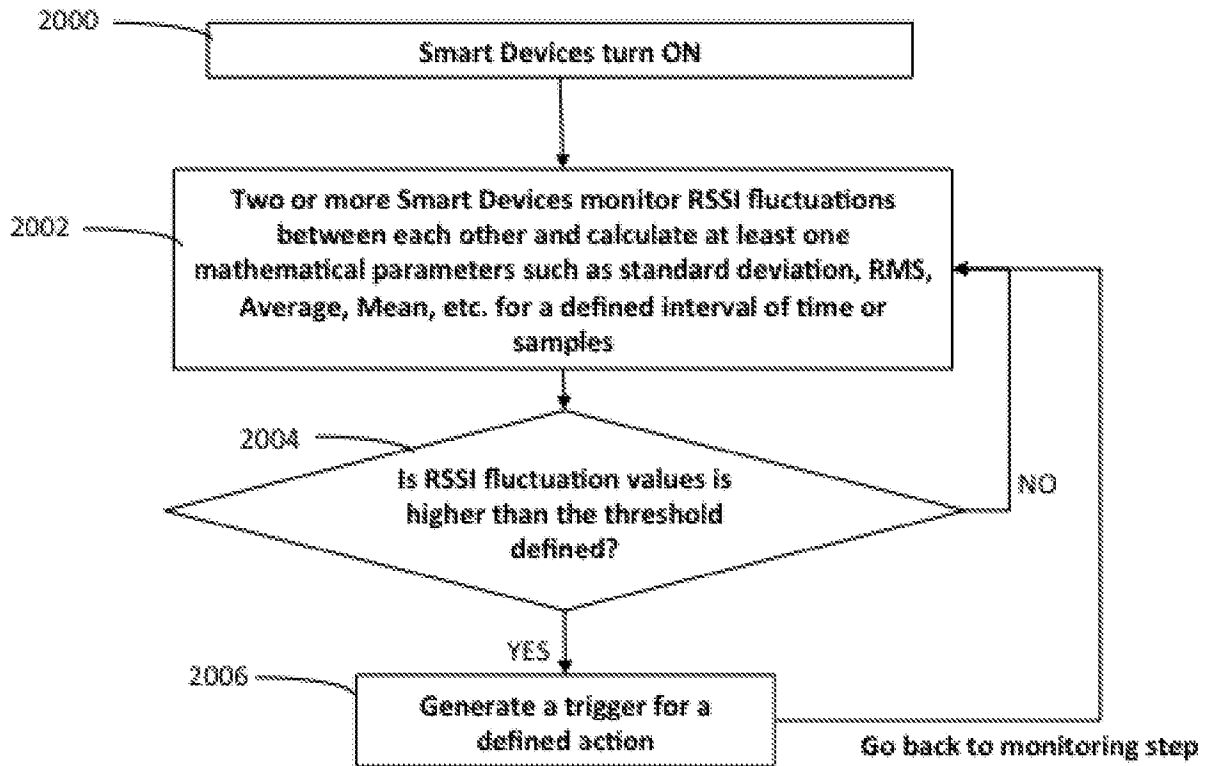 2000
Smart Devices turn ON
2002
Two or more Smart Devices monitor RSSI fluctuations
between each other and calculate at least one
mathematical parameters such as standard deviation, RMS,
Average, Mean, etc. for a defined interval of time or
samples
2004
Is RSSI fluctuation values is
higher than the threshold
defined?
NO
YES
2006
Generate a trigger for a
defined action
Go back to monitoring step